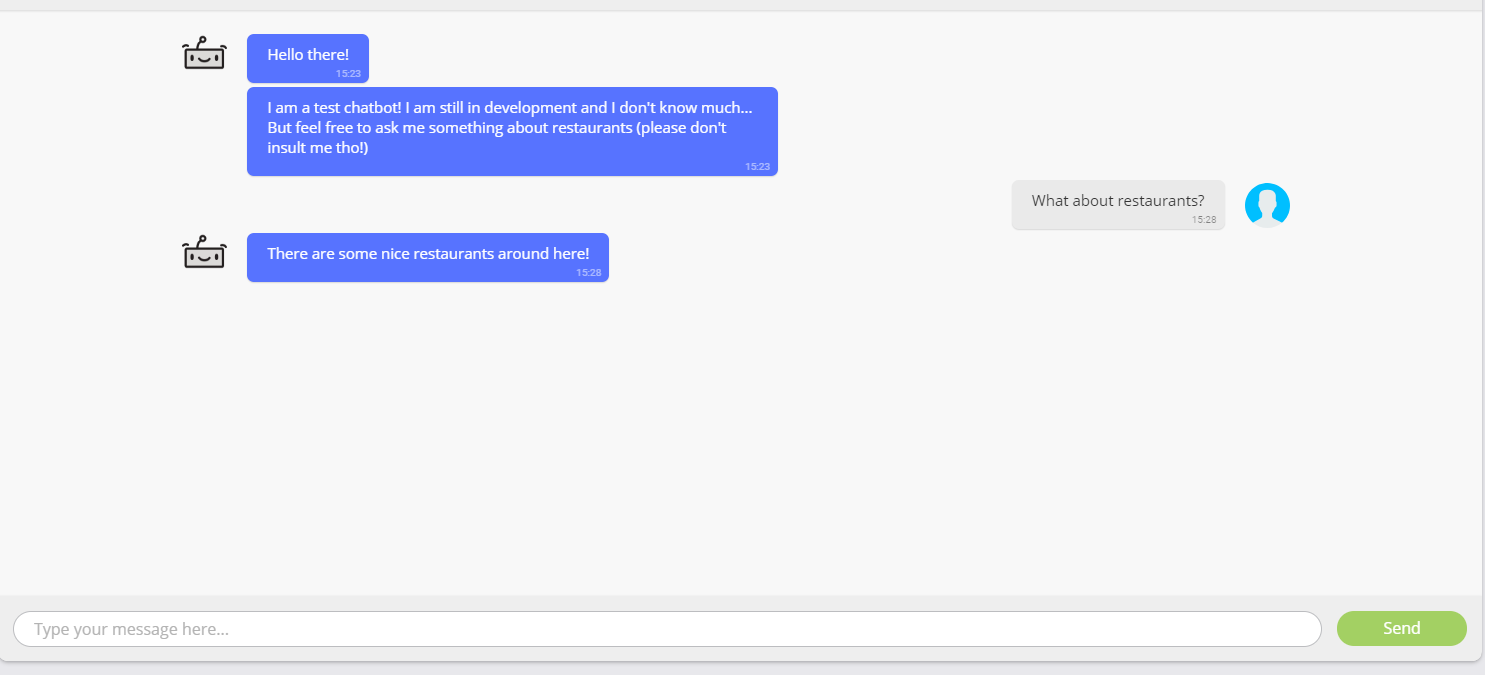 Hello there!
15:23
I am a test chatbot! I am still in development and I don't know much...
But feel free to ask me something about restaurants (please don't
insult me tho!)
15:23
What about restaurants?
15:28
There are some nice restaurants around here!
15:28
Type your message here...
Send